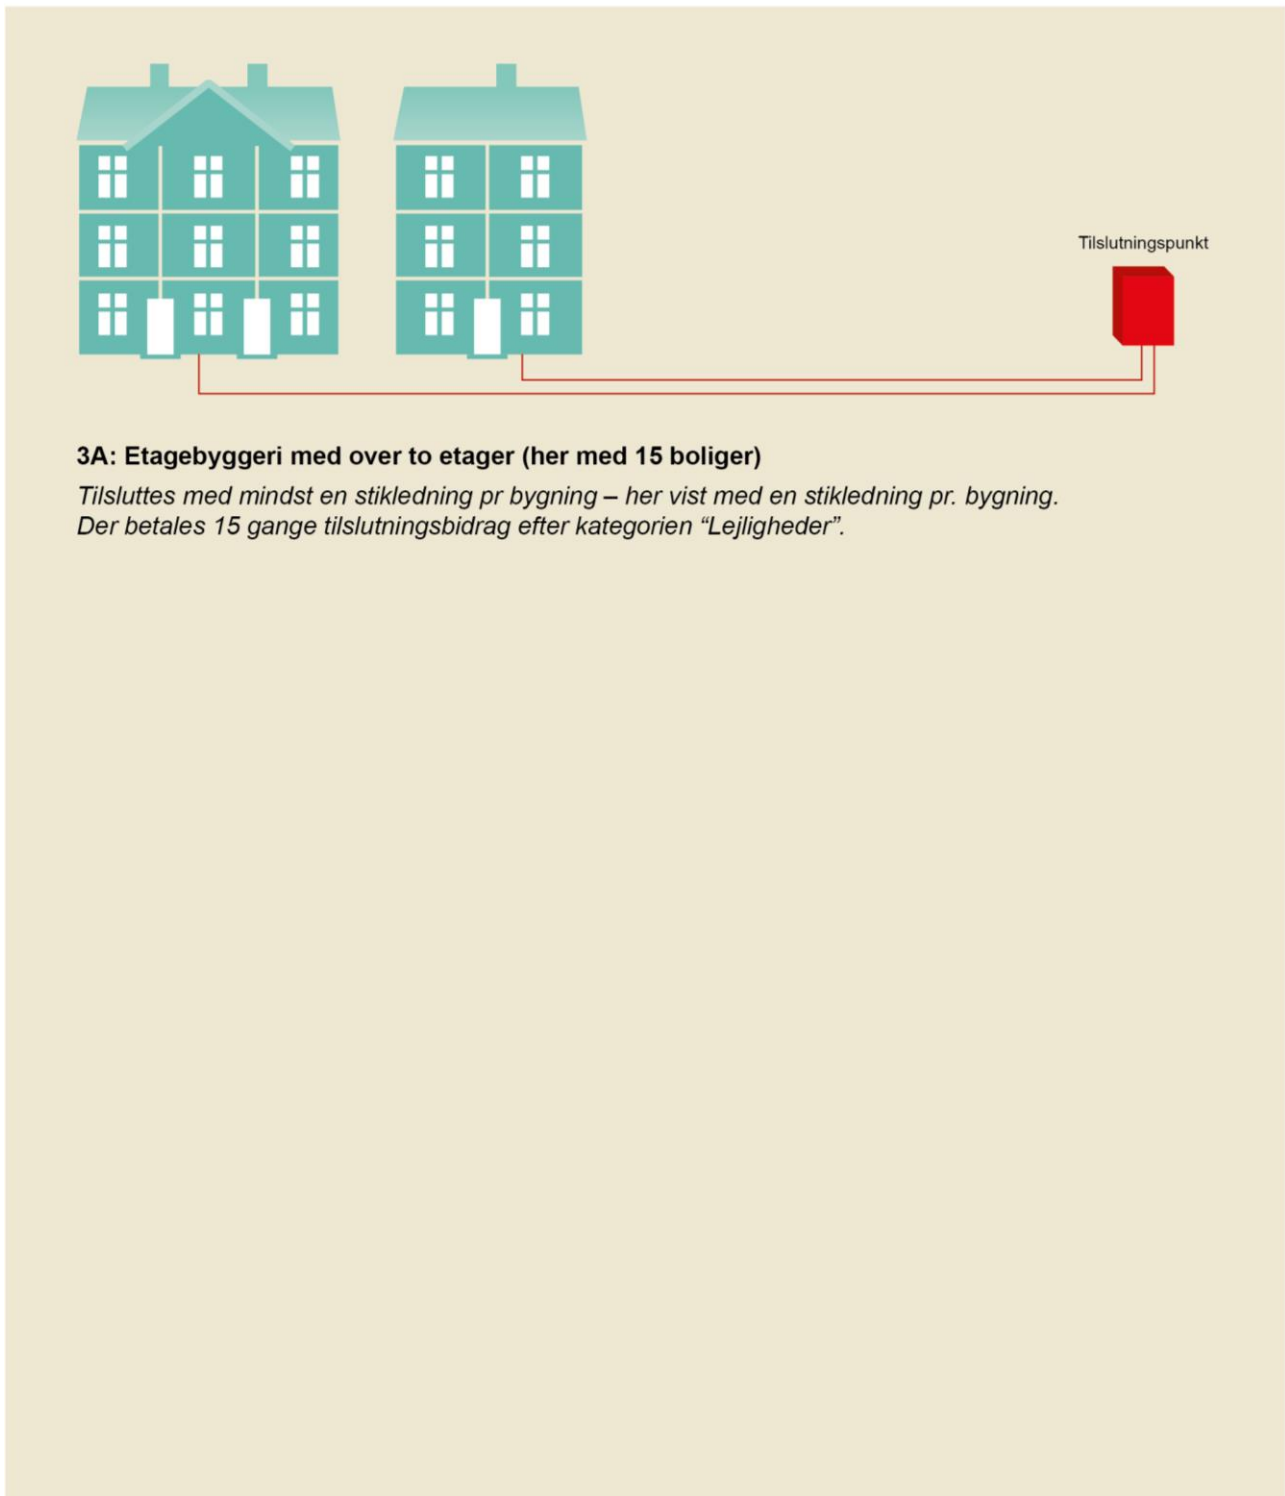 Tilslutningspunkt
3A: Etagebyggeri med over to etager (her med 15 boliger)
Tilsluttes med mindst en stikledning pr bygning – her vist med en stikledning pr. bygning.
Der betales 15 gange tilslutningsbidrag efter kategorien “Lejligheder”.